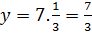 y = 7.1/3 = 7/3